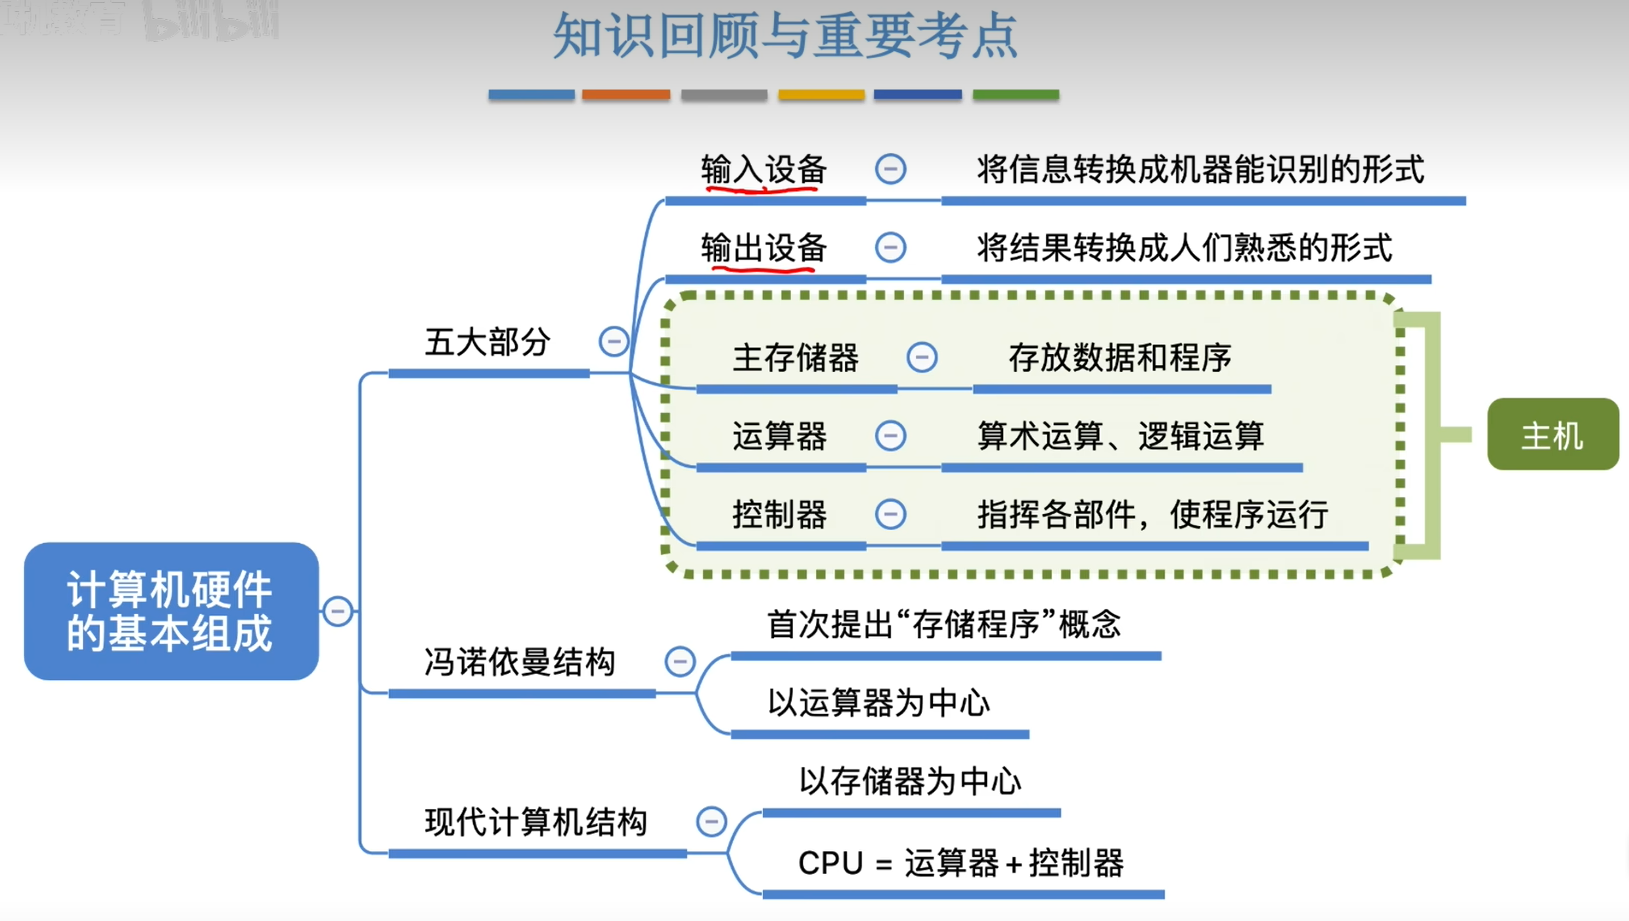 bilibili
知识回顾与重要考点
输入设备
将信息转换成机器能识别的形式
输出设备
将结果转换成人们熟悉的形式
五大部分
主存储器
存放数据和程序
运算器
算术运算、逻辑运算
主机
控制器
指挥各部件，使程序运行
计算机硬件
的基本组成
首次提出“存储程序”概念
冯诺依曼结构
以运算器为中心
以存储器为中心
现代计算机结构
CPU = 运算器+控制器